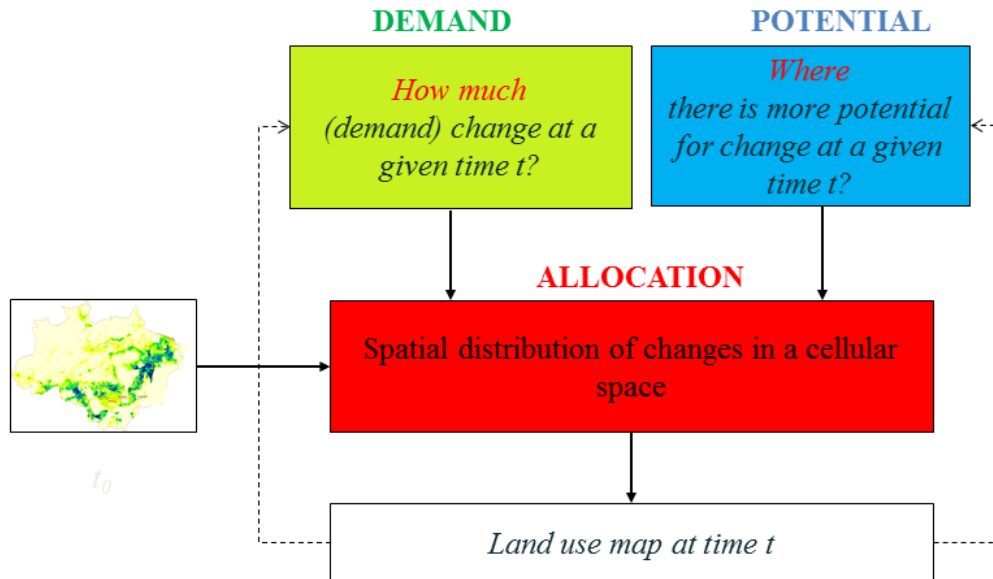 DEMAND
How much
(demand) change at a
given time t?
POTENTIAL
Where
there is more potential
for change at a given
time t?
ALLOCATION
Spatial distribution of changes in a cellular
space
t₀
Land use map at time t